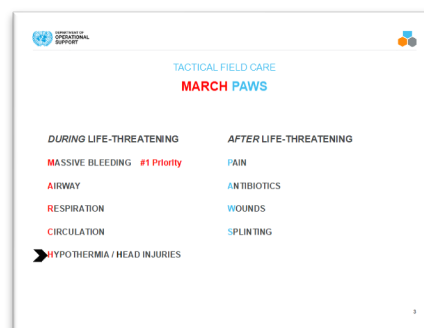 DEPARTMENT OF
OPERATIONAL
SUPPORT
TACTICAL FIELD CARE
MARCH PAWS
DURING LIFE-THREATENING
MASSIVE BLEEDING #1 Priority
AIRWAY
RESPIRATION
CIRCULATION
HYPOTHERMIA / HEAD INJURIES
AFTER LIFE-THREATENING
PAIN
ANTIBIOTICS
WOUNDS
SPLINTING